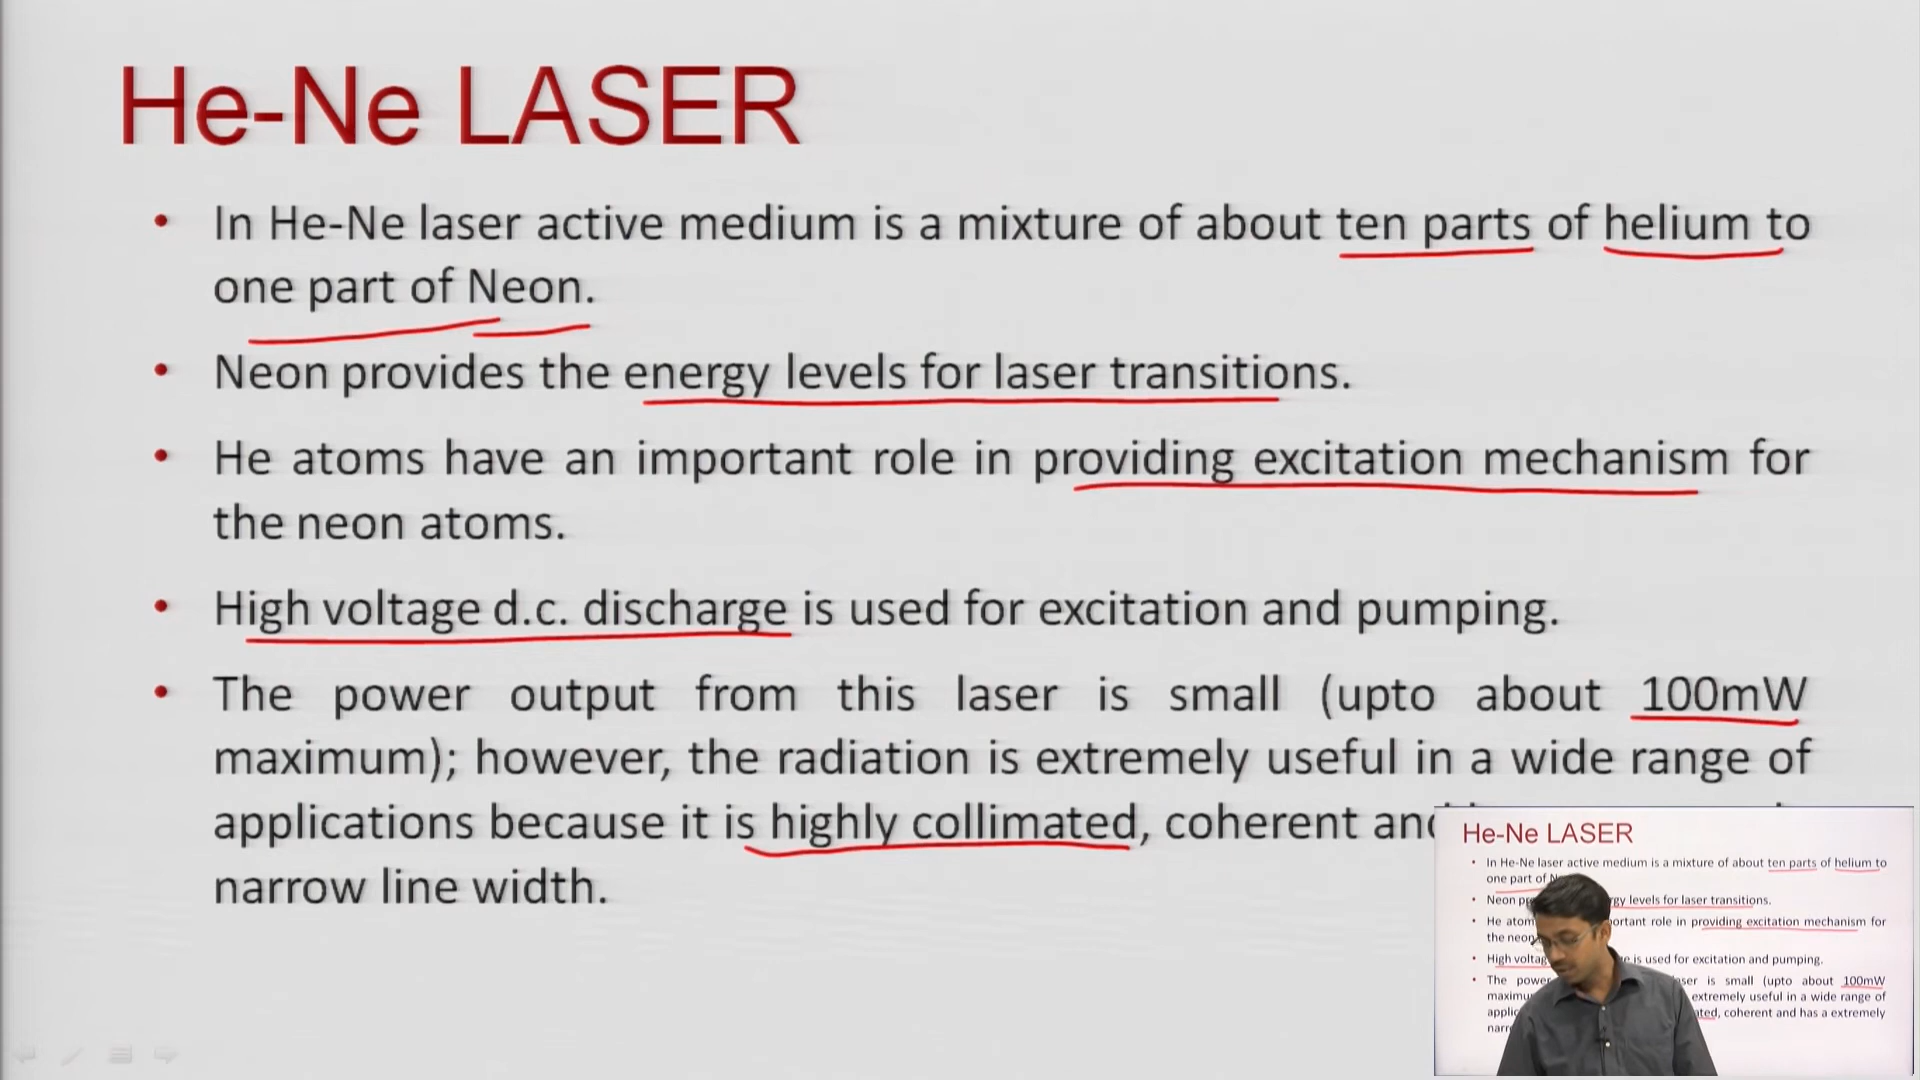 He-Ne LASER
• In He-Ne laser active medium is a mixture of about ten parts of helium to
one part of Neon.
• Neon provides the energy levels for laser transitions.
• He atoms have an important role in providing excitation mechanism for
the neon atoms.
• High voltage d.c. discharge is used for excitation and pumping.
• The power output from this laser is small (upto about 100mW
maximum); however, the radiation is extremely useful in a wide range of
applications because it is highly collimated, coherent and
narrow line width.
He-Ne LASER
• In He-Ne laser active medium is a mixture of about ten parts of helium to
one part of
• Neon levels for laser transitions.
• He atom role in providing excitation mechanism for
the neon
• High is used for excitation and pumping.
• The power is small (upto about 100mW
extremely useful in a wide range of
coherent and has a extremely